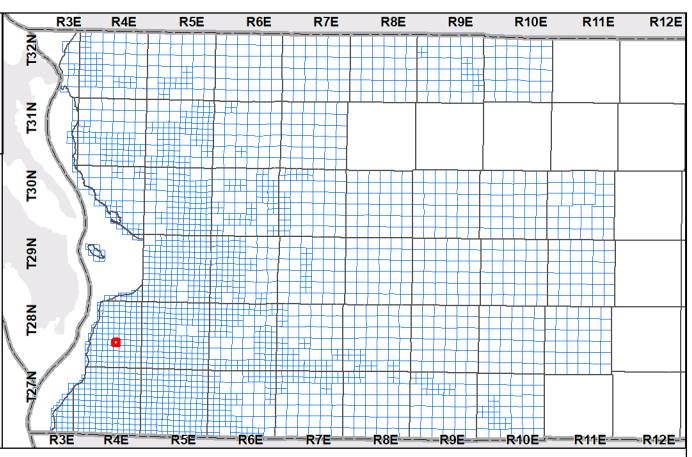 R3E R4E R5E R6E R7E R8E R9E R10E R11E R12E
T32N
T31N
T30N
T29N
T28N
T27N
R3E R4E R5E R6E R7E R8E R9E R10E R11E R12E